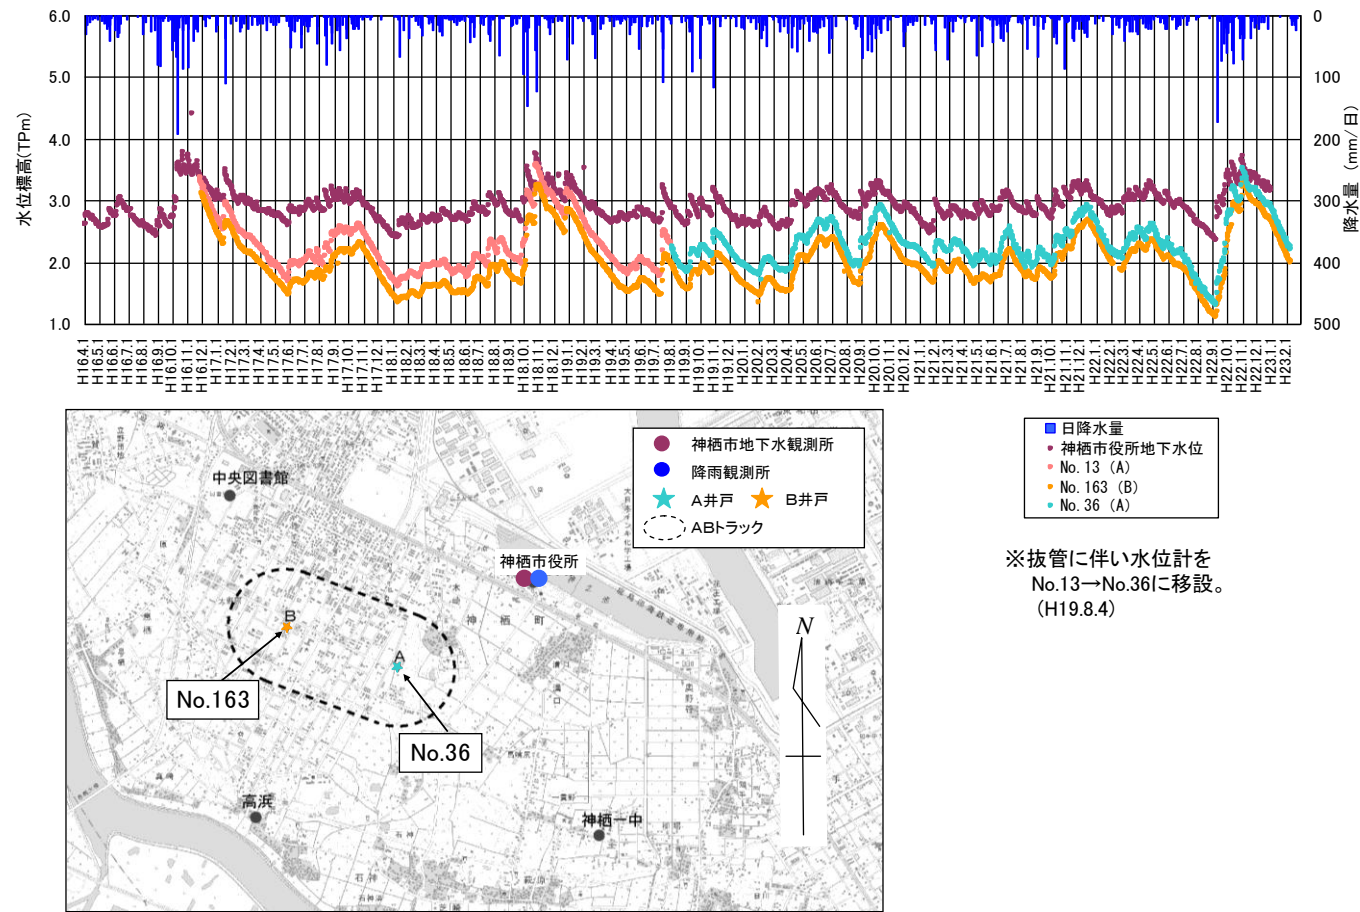 6.0
5.0
4.0
3.0
2.0
1.0
水位標高(TPm)
0
100
200
300
400
500
降水量 (mm/日)
H16.4.1
H16.5.1
H16.6.1
H16.7.1
H16.8.1
H16.9.1
H16.10.1
H16.11.1
H16.12.1
H17.1.1
H17.2.1
H17.3.1
H17.4.1
H17.5.1
H17.6.1
H17.7.1
H17.8.1
H17.9.1
H17.10.1
H17.11.1
H17.12.1
H18.1.1
H18.2.1
H18.3.1
H18.4.1
H18.5.1
H18.6.1
H18.7.1
H18.8.1
H18.9.1
H18.10.1
H18.11.1
H18.12.1
H19.1.1
H19.2.1
H19.3.1
H19.4.1
H19.5.1
H19.6.1
H19.7.1
H19.8.1
H19.9.1
H19.10.1
H19.11.1
H19.12.1
H20.1.1
H20.2.1
H20.3.1
H20.4.1
H20.5.1
H20.6.1
H20.7.1
H20.8.1
H20.9.1
H20.10.1
H20.11.1
H20.12.1
H21.1.1
H21.2.1
H21.3.1
H21.4.1
H21.5.1
H21.6.1
H21.7.1
H21.8.1
H21.9.1
H21.10.1
H21.11.1
H21.12.1
H22.1.1
H22.2.1
H22.3.1
H22.4.1
H22.5.1
H22.6.1
H22.7.1
H22.8.1
H22.9.1
H22.10.1
H22.11.1
H22.12.1
H23.1.1
H23.2.1
日降水量
神栖市役所地下水位
No.13 (A)
No.163 (B)
No.36 (A)
※抜管に伴い水位計を
No.13→No.36に移設。
(H19.8.4)
神栖市地下水観測所
降雨観測所
A井戸 B井戸
ABトラック
中央図書館
神栖市役所
神栖町
B
A
No.163
No.36
高浜
神栖一中
石神
萩原
N